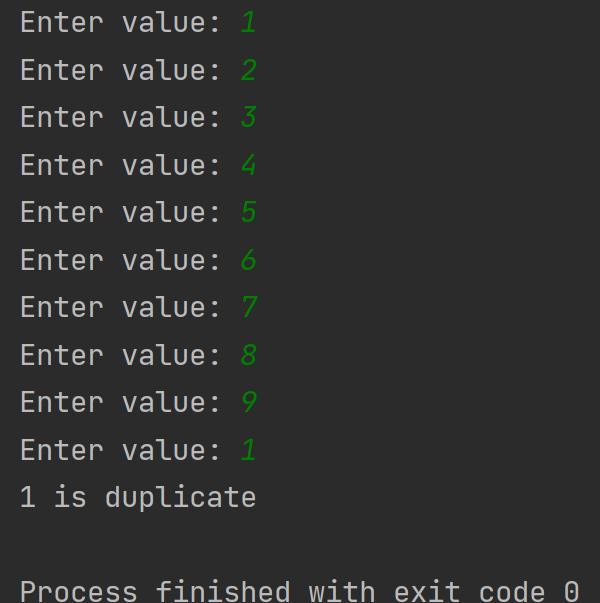 Enter value: 1
Enter value: 2
Enter value: 3
Enter value: 4
Enter value: 5
Enter value: 6
Enter value: 7
Enter value: 8
Enter value: 9
Enter value: 1
1 is duplicate
Process finished with exit code 0